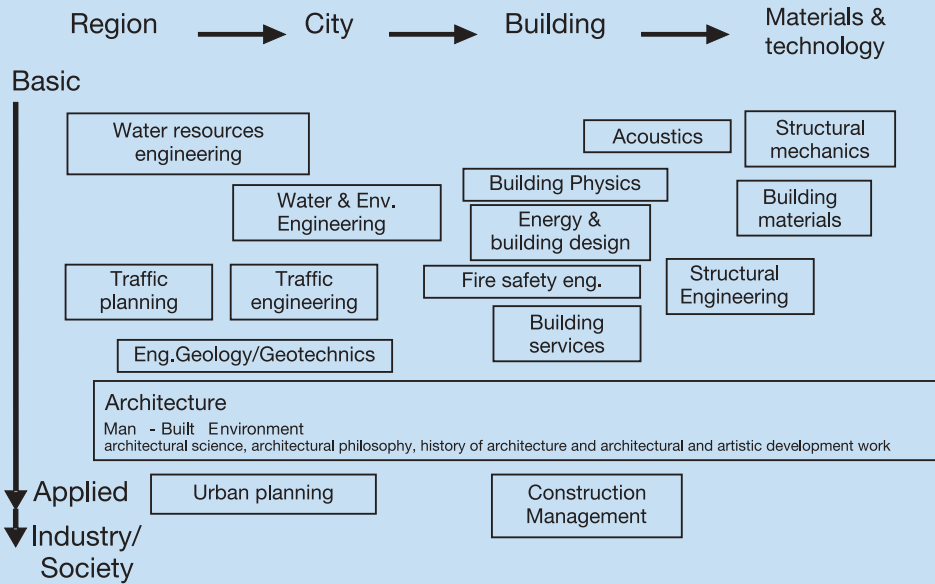 Region
City
Building
Materials &
technology
Basic
Water resources
engineering
Acoustics
Structural
mechanics
Water & Env.
Engineering
Building Physics
Building
materials
Energy &
building design
Traffic
planning
Traffic
engineering
Fire safety eng.
Structural
Engineering
Building
services
Eng.Geology/Geotechnics
Architecture
Man - Built Environment
architectural science, architectural philosophy, history of architecture and architectural and artistic development work
Applied
Urban planning
Construction
Management
Industry/
Society